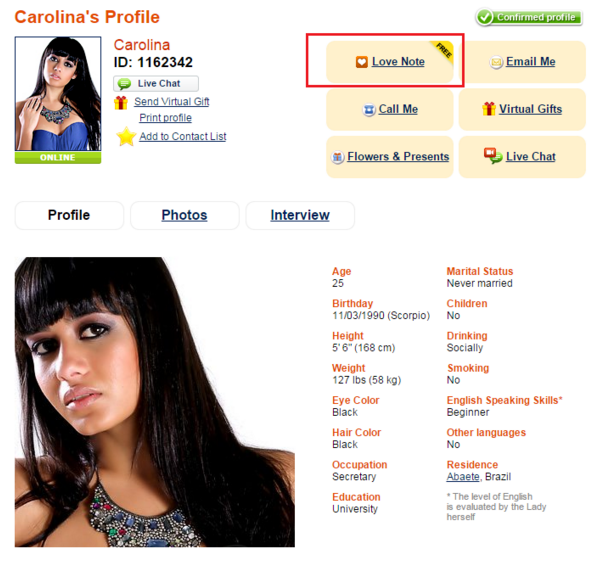 Carolina's Profile
Confirmed profile
Carolina
ID: 1162342
Live Chat
Send Virtual Gift
Print profile
Add to Contact List
ONLINE
Love Note
FREE
Email Me
Call Me
Virtual Gifts
Flowers & Presents
Live Chat
Profile
Photos
Interview
Age
25
Marital Status
Never married
Birthday
11/03/1990 (Scorpio)
Children
No
Height
5' 6" (168 cm)
Drinking
Socially
Weight
127 lbs (58 kg)
Smoking
No
Eye Color
Black
English Speaking Skills*
Beginner
Hair Color
Black
Other languages
No
Occupation
Secretary
Residence
Abaete, Brazil
Education
University
* The level of English
is evaluated by the Lady
herself